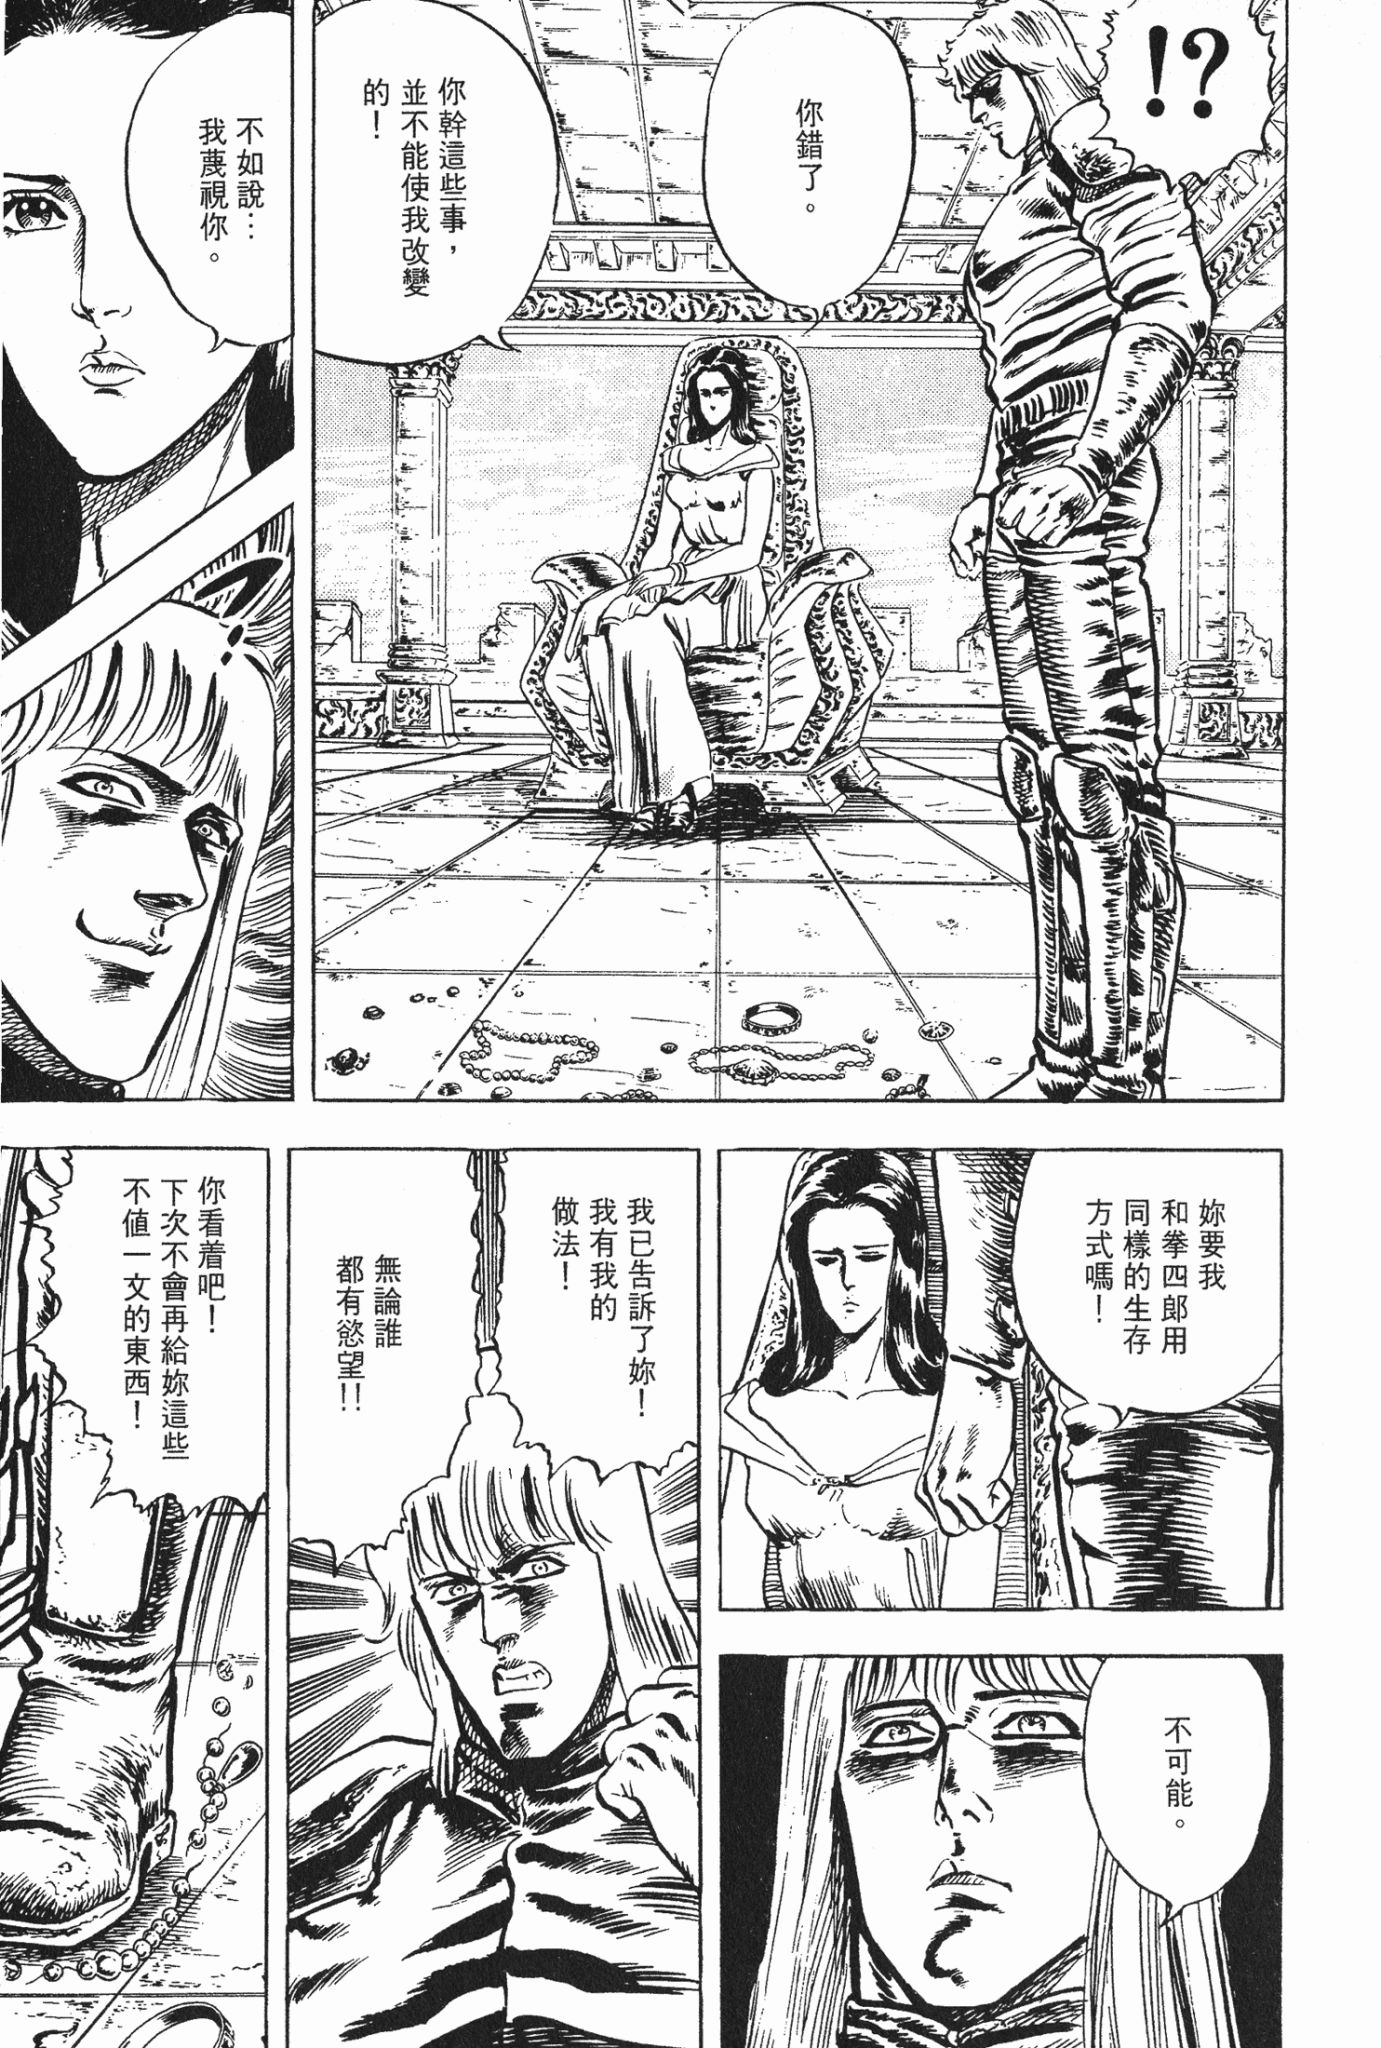 !?
你錯了。
你幹這些事，
並不能使我改變
的！
不如說…
我蔑視你。
！
妳要我
和拳四郎用
同樣的生存
方式嗎！
不可能。
我已告訴了妳！
我有我的
做法！
無論誰
都有慾望!!
你看着吧！
下次不會再給妳這些
不值一文的東西！